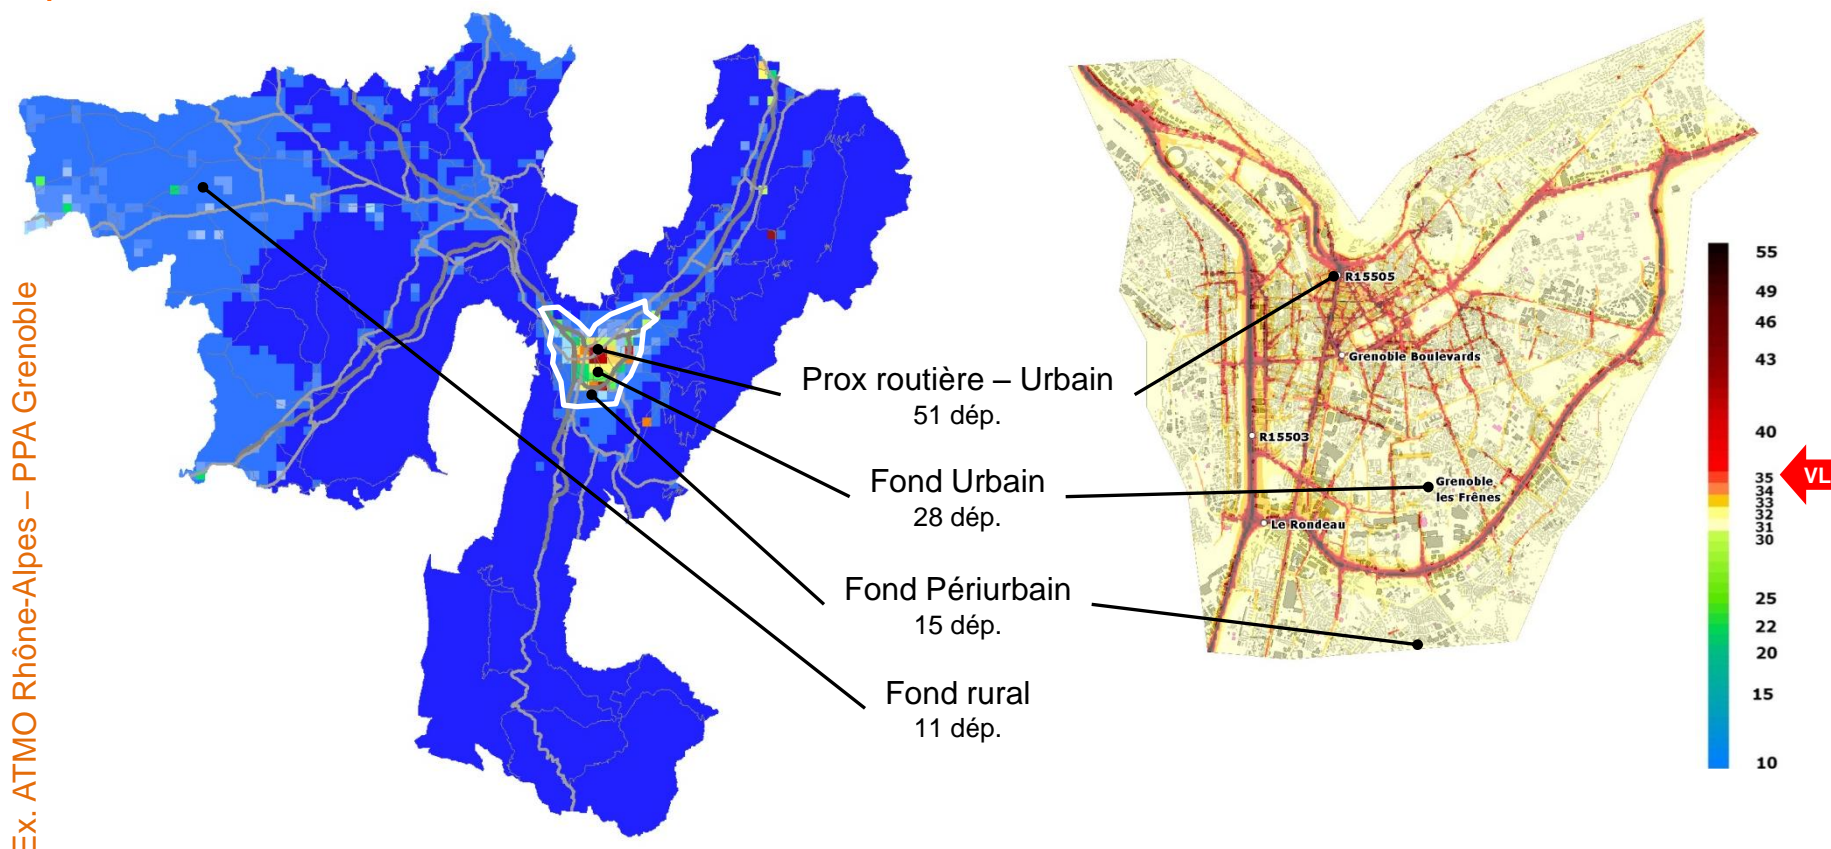 Ex. ATMO Rhône-Alpes – PPA Grenoble
Prox routière – Urbain
51 dép.
Fond Urbain
28 dép.
Fond Périurbain
15 dép.
Fond rural
11 dép.
R15505
Grenoble Boulevards
R15503
Grenoble
les Frênes
Le Rondeau
55
49
46
43
40
35
34
33
32
31
30
25
22
20
15
10
VL